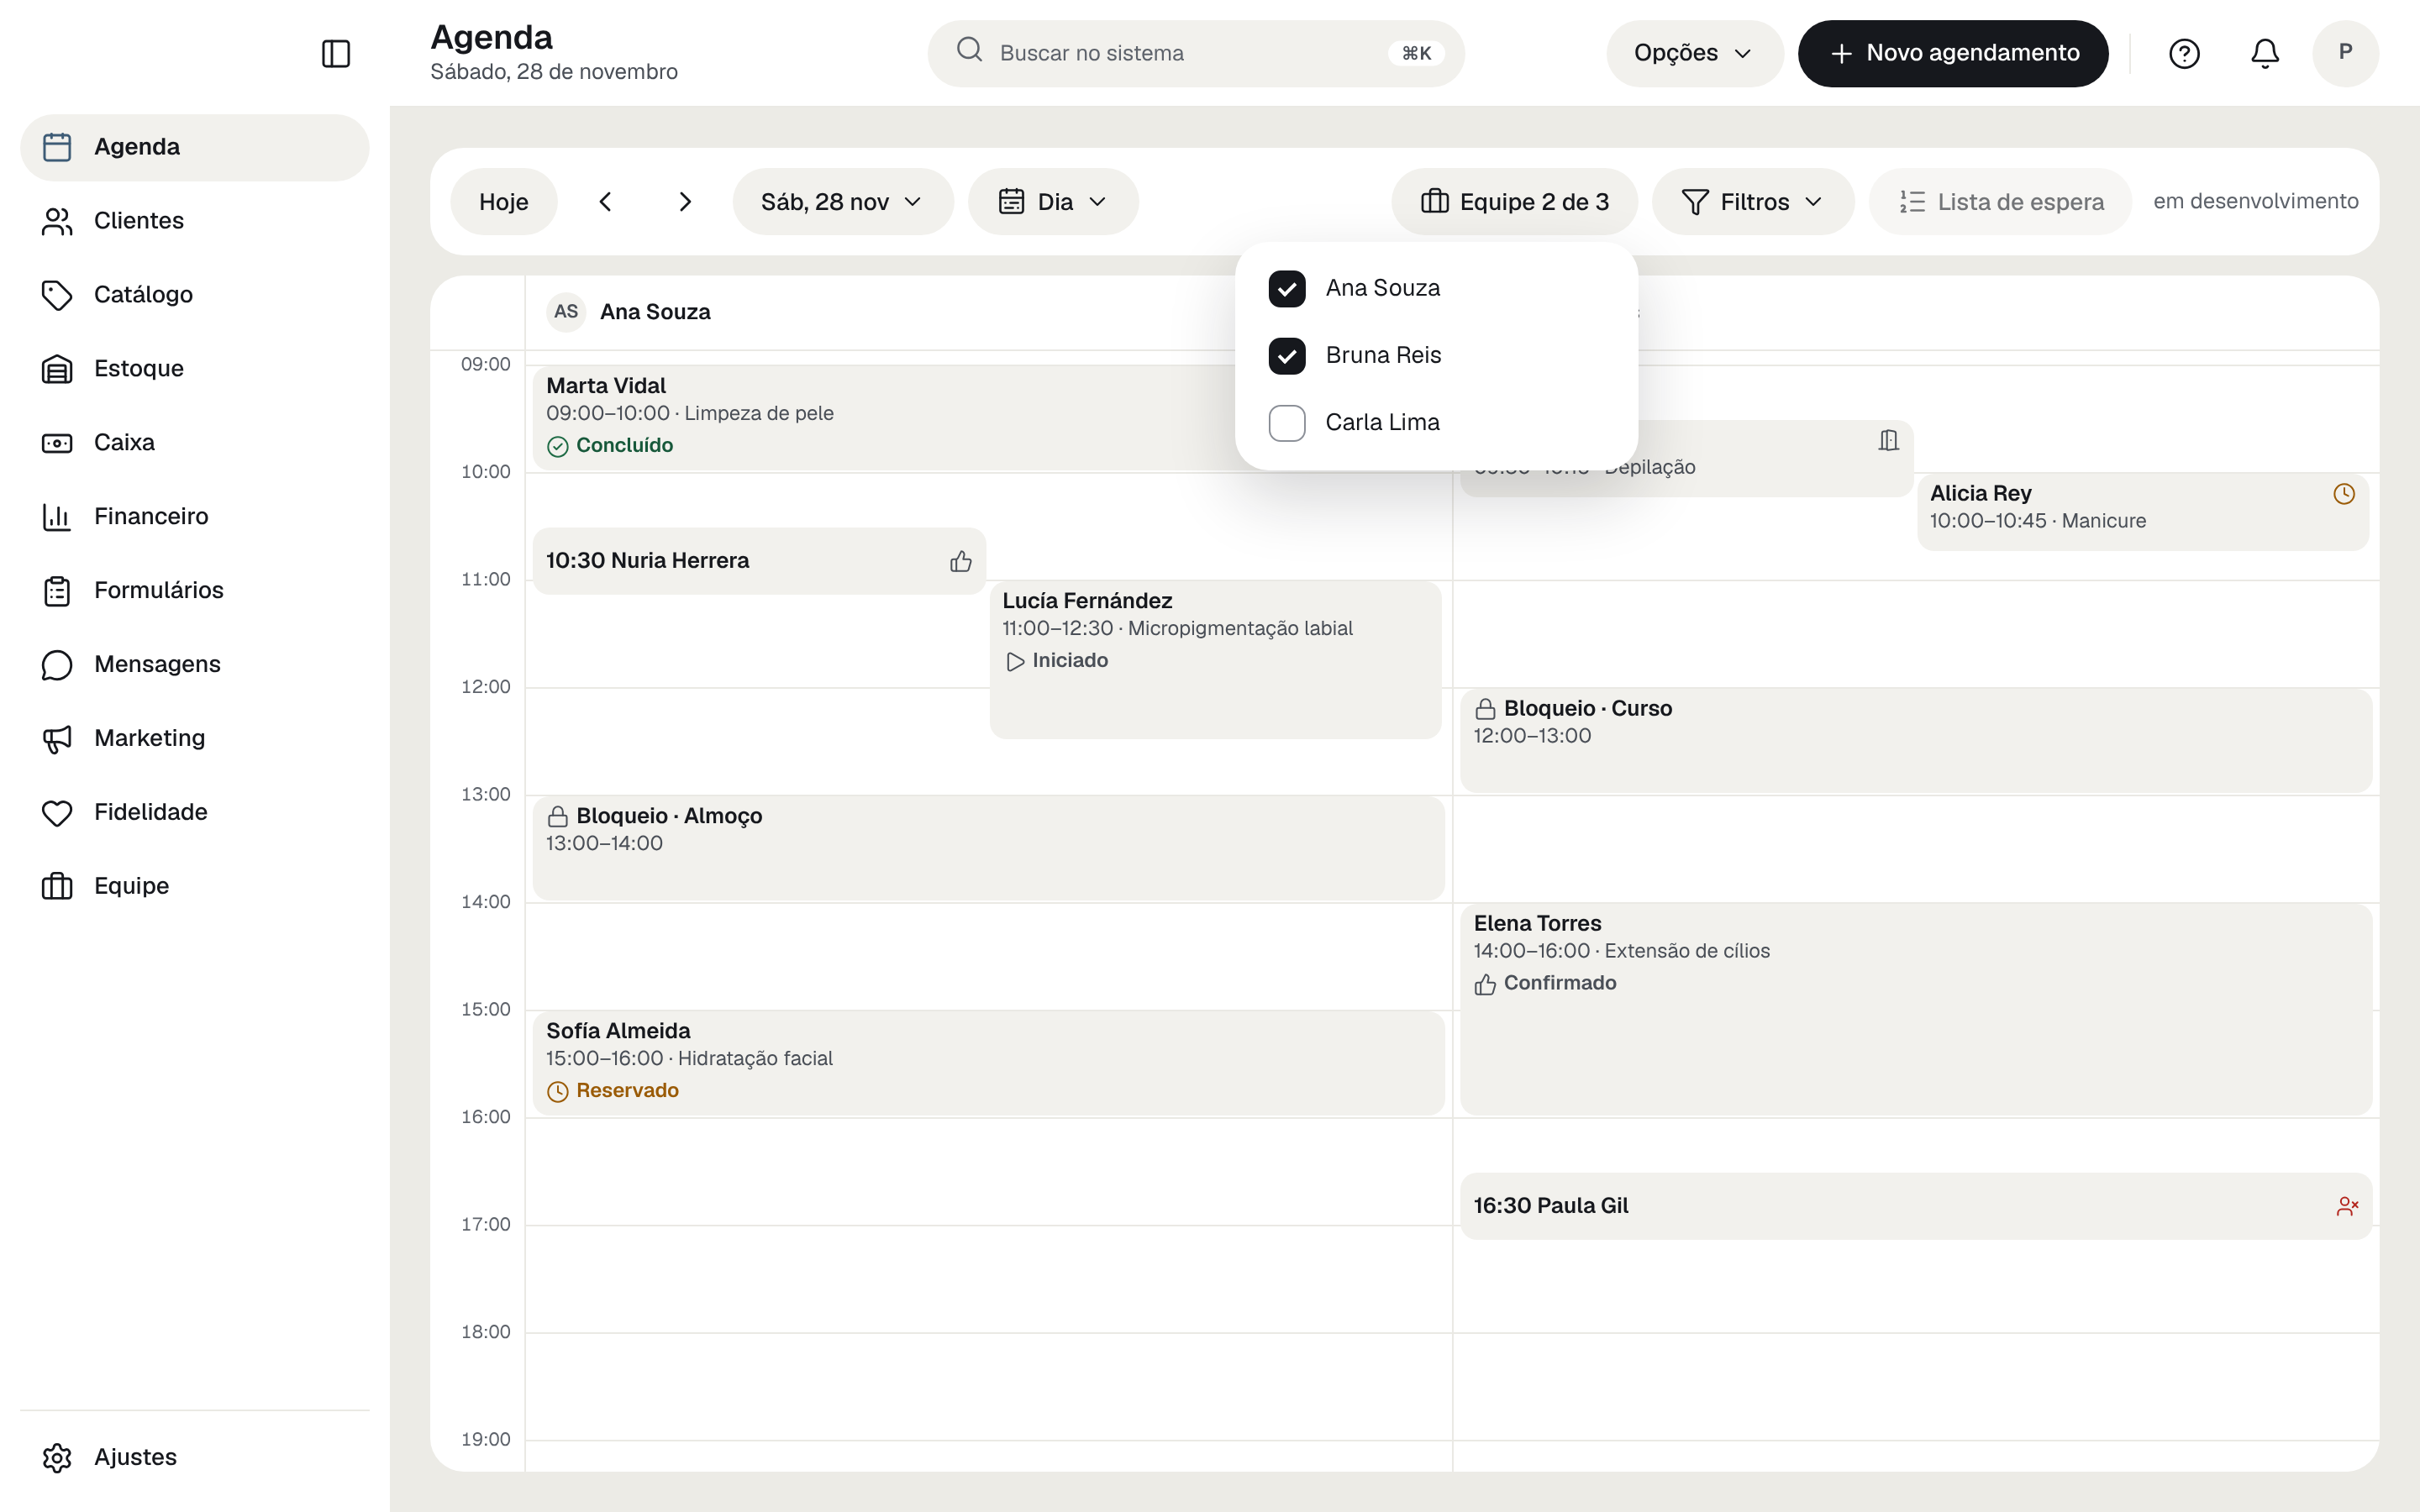 Agenda
Sábado, 28 de novembro
Buscar no sistema
⌘K
Opções
Novo agendamento
P
Agenda
Clientes
Catálogo
Estoque
Caixa
Financeiro
Formulários
Mensagens
Marketing
Fidelidade
Equipe
Ajustes
Hoje
Sáb, 28 nov
Dia
Equipe 2 de 3
Filtros
Lista de espera
em desenvolvimento
Ana Souza
Bruna Reis
Carla Lima
AS
Ana Souza
09:00
10:00
11:00
12:00
13:00
14:00
15:00
16:00
17:00
18:00
19:00
Marta Vidal
09:00–10:00 · Limpeza de pele
Concluído
10:30 Nuria Herrera
Lucía Fernández
11:00–12:30 · Micropigmentação labial
Iniciado
Bloqueio · Almoço
13:00–14:00
Sofía Almeida
15:00–16:00 · Hidratação facial
Reservado
Depilação
Alicia Rey
10:00–10:45 · Manicure
Bloqueio · Curso
12:00–13:00
Elena Torres
14:00–16:00 · Extensão de cílios
Confirmado
16:30 Paula Gil